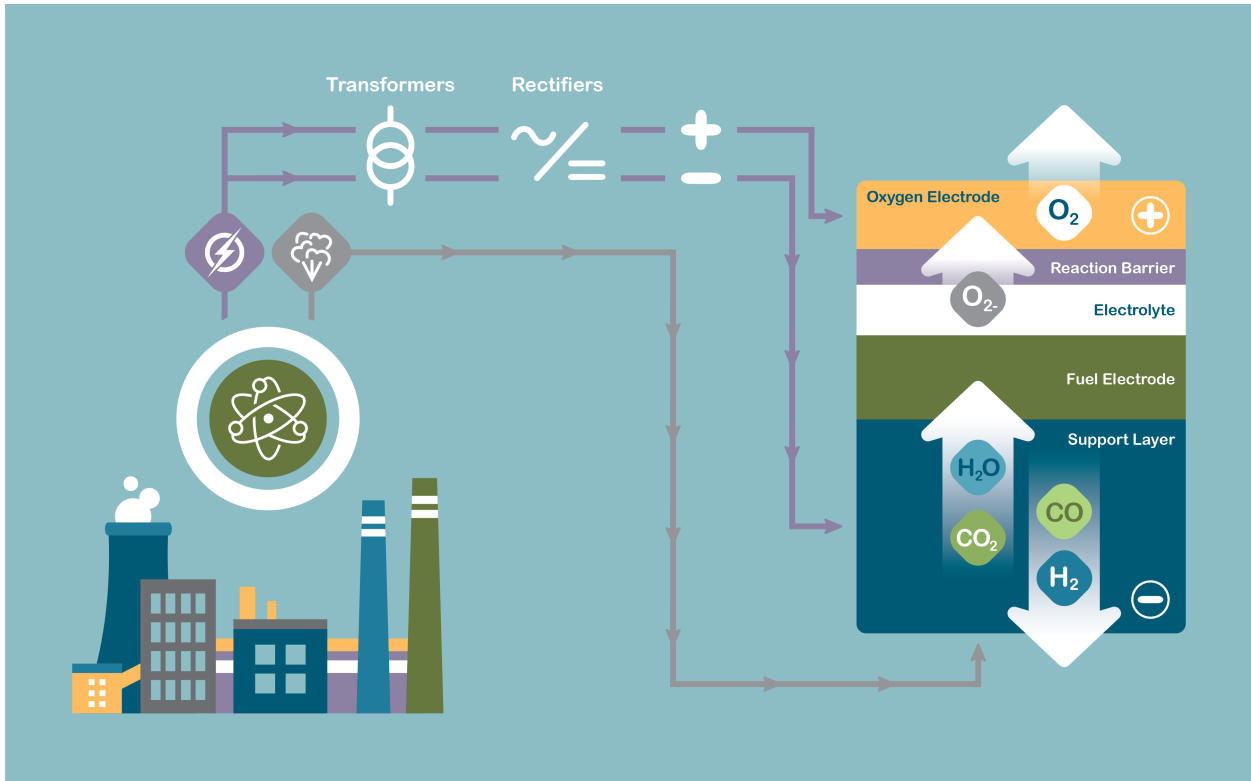 Transformers
Rectifiers
Oxygen Electrode
O₂
Reaction Barrier
O₂₋
Electrolyte
Fuel Electrode
Support Layer
H₂O
CO
CO₂
H₂